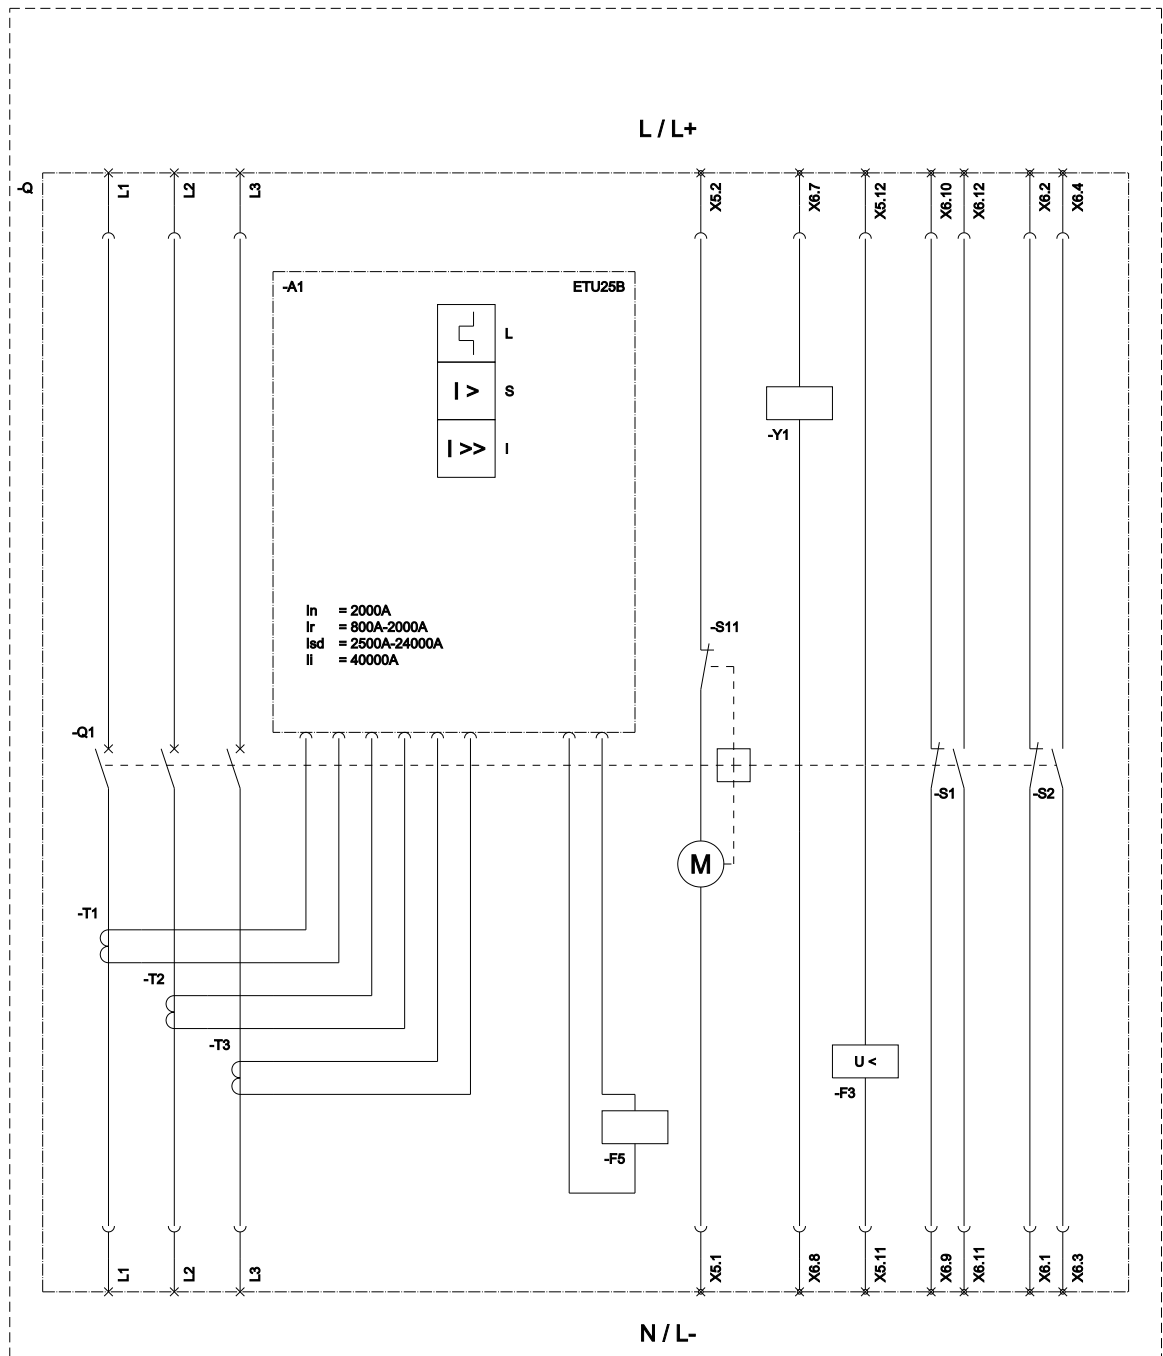 L / L+
-Q
L1
L2
L3
X5.2
X6.7
X5.12
X6.10
X6.12
X6.2
X6.4
-A1
ETU25B
L
I >
S
I >>
I
-Y1
In = 2000A
Ir = 800A-2000A
Isd = 2500A-24000A
Ii = 40000A
-S11
-Q1
-S1
-S2
M
-T1
-T2
-T3
U <
-F3
-F5
L1
L2
L3
X5.1
X6.8
X5.11
X6.9
X6.11
X6.1
X6.3
N / L-